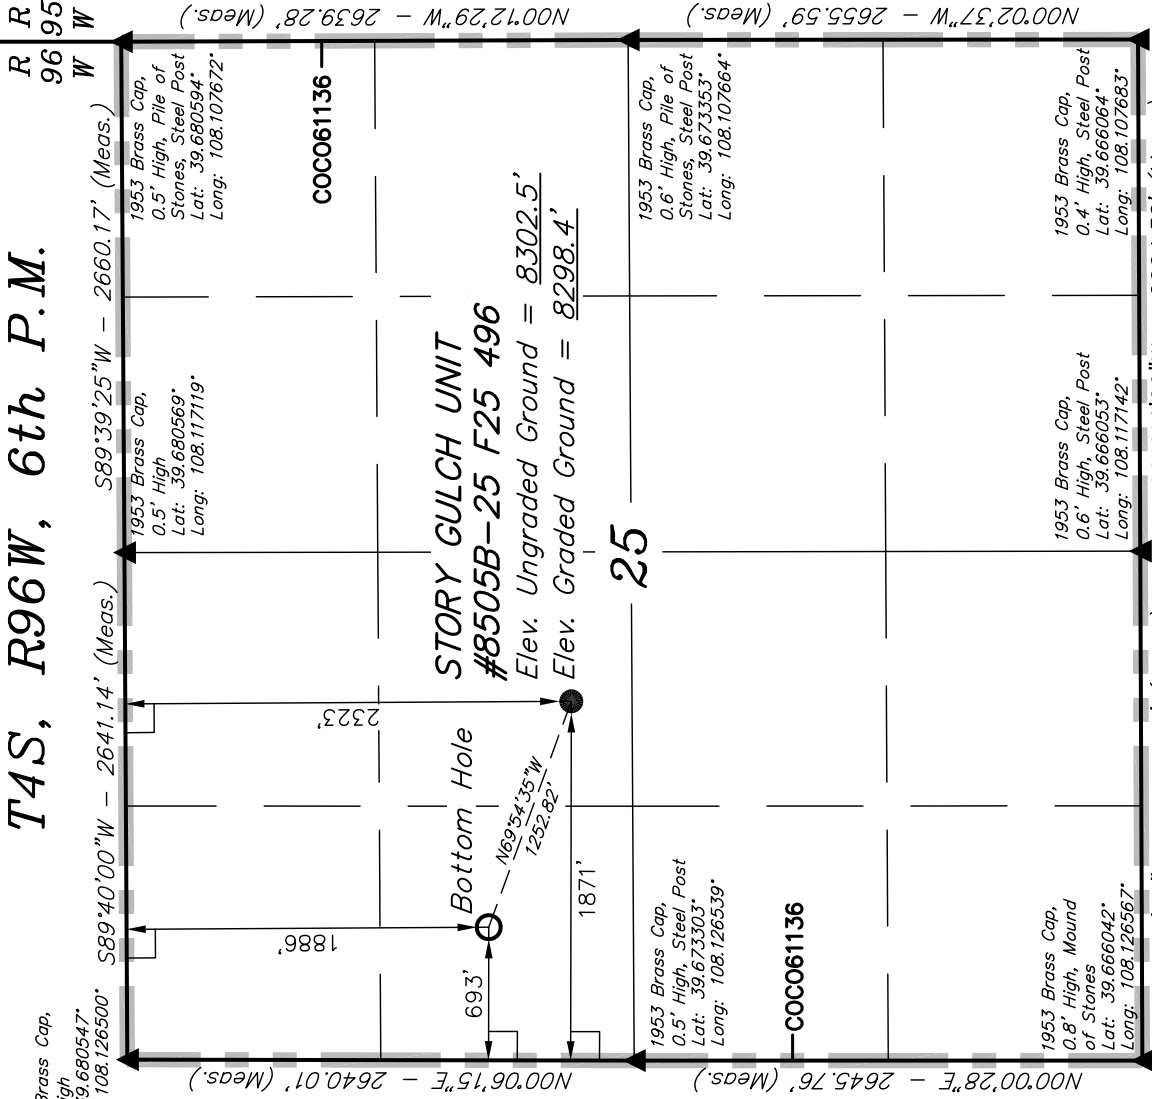 T4S, R96W, 6th P.M.
R R
96 95
W W
S89°40'00"W - 2641.14' (Meas.)
S89°39'25"W - 2660.17' (Meas.)
Brass Cap,
108.126500°
1953 Brass Cap,
0.5' High
Lat: 39.680569°
Long: 108.117119°
1953 Brass Cap,
0.5' High, Pile of
Stones, Steel Post
Lat: 39.680594°
Long: 108.107672°
COC061136
N00°12'29"W - 2639.28' (Meas.)
N00°06'15"E - 2640.01' (Meas.)
2323'
1886'
STORY GULCH UNIT
#8505B-25 F25 496
Elev. Ungraded Ground = 8302.5'
Elev. Graded Ground = 8298.4'
Bottom Hole
N69°54'35"W
1252.82'
693'
1871'
25
1953 Brass Cap,
0.5' High, Steel Post
Lat: 39.673303°
Long: 108.126539°
1953 Brass Cap,
0.6' High, Pile of
Stones, Steel Post
Lat: 39.673353°
Long: 108.107664°
COC061136
N00°00'28"E - 2645.76' (Meas.)
N00°02'37"W - 2655.59' (Meas.)
1953 Brass Cap,
0.8' High, Mound
of Stones
Lat: 39.666042°
Long: 108.126567°
1953 Brass Cap,
0.6' High, Steel Post
Lat: 39.666053°
Long: 108.117142°
1953 Brass Cap,
0.4' High, Steel Post
Lat: 39.666064°
Long: 108.107683°